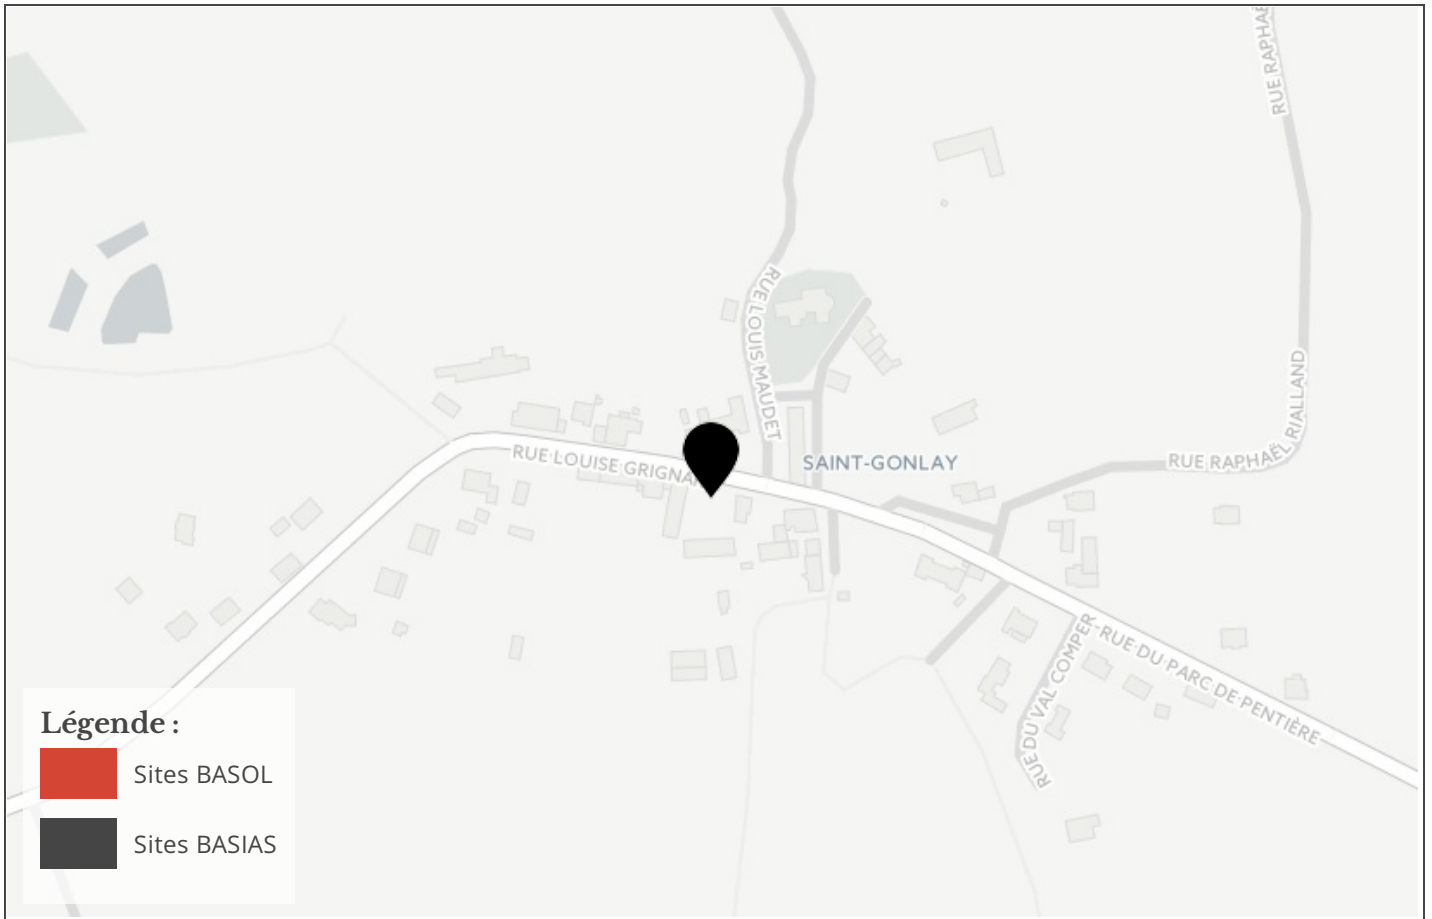 RUE RAPHAË
RUE LOUIS MAUDET
RUE RAPHAËL RIALLAND
RUE LOUISE GRIGNA
SAINT-GONLAY
RUE DU VAL COMPER
RUE DU PARC DE PENTIÈRE
Légende :
Sites BASOL
Sites BASIAS